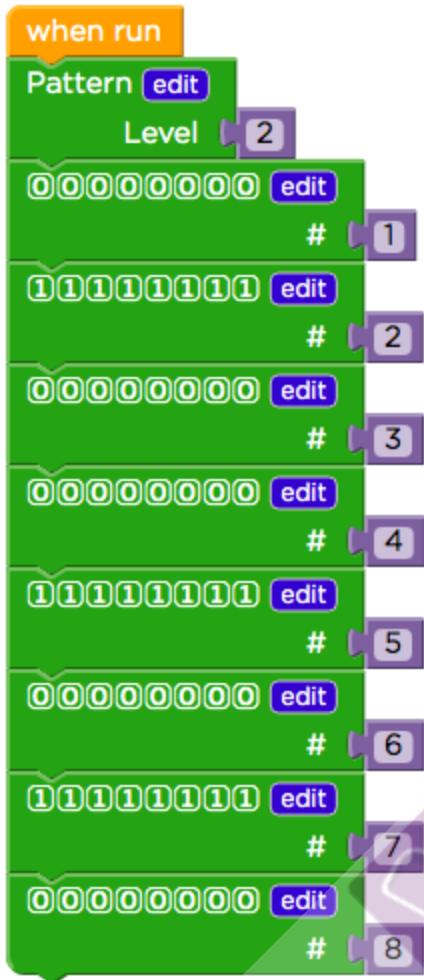 when run
Pattern edit
Level 2
00000000 edit
# 1
11111111 edit
# 2
00000000 edit
# 3
00000000 edit
# 4
11111111 edit
# 5
00000000 edit
# 6
11111111 edit
# 7
00000000 edit
# 8